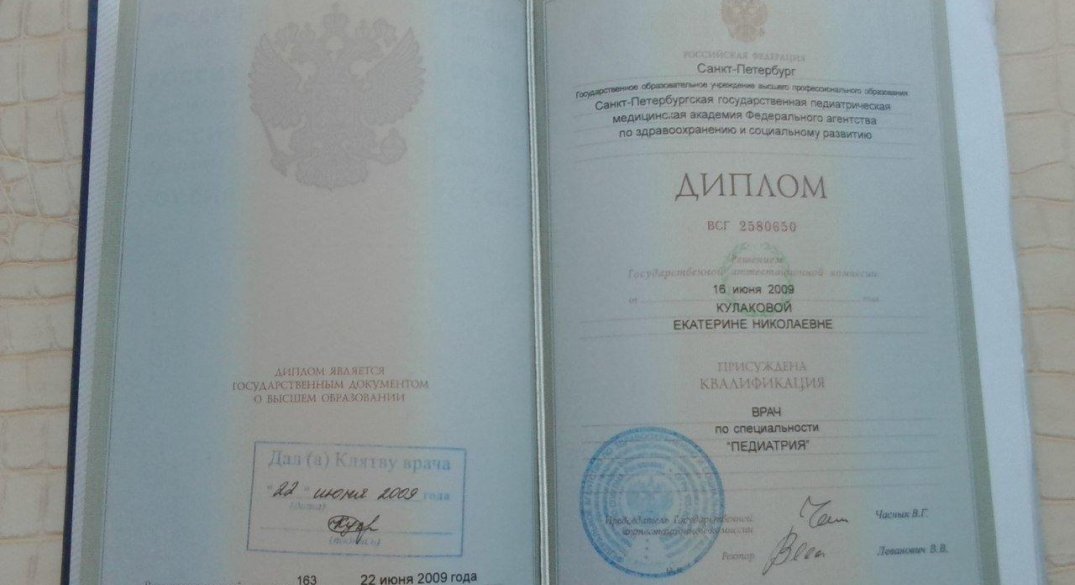 ДИПЛОМ ЯВЛЯЕТСЯ
ГОСУДАРСТВЕННЫМ ДОКУМЕНТОМ
О ВЫСШЕМ ОБРАЗОВАНИИ
Дал (а) Клятву врача
"22" июня 2009 года
(подпись)
163 22 июня 2009 года
РОССИЙСКАЯ ФЕДЕРАЦИЯ
Санкт-Петербург
Государственное образовательное учреждение высшего профессионального образования
Санкт-Петербургская государственная педиатрическая
медицинская академия Федерального агентства
по здравоохранению и социальному развитию
ДИПЛОМ
ВСГ 2580650
Решением
Государственной аттестационной комиссии
от 16 июня 2009 года
КУЛАКОВОЙ
ЕКАТЕРИНЕ НИКОЛАЕВНЕ
ПРИСУЖДЕНА
КВАЛИФИКАЦИЯ
ВРАЧ
по специальности
"ПЕДИАТРИЯ"
Председатель Государственной
аттестационной комиссии Часнык В.Г.
Ректор Леванович В.В.